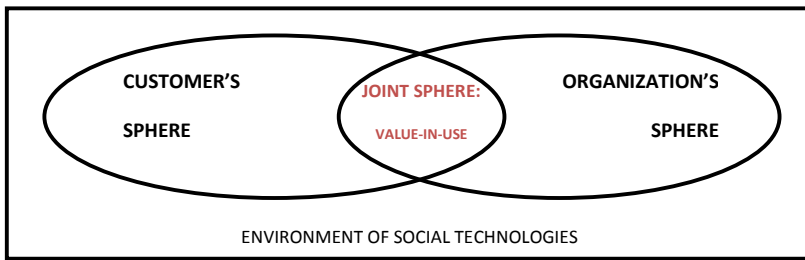 CUSTOMER'S
SPHERE
JOINT SPHERE:
VALUE-IN-USE
ORGANIZATION'S
SPHERE
ENVIRONMENT OF SOCIAL TECHNOLOGIES